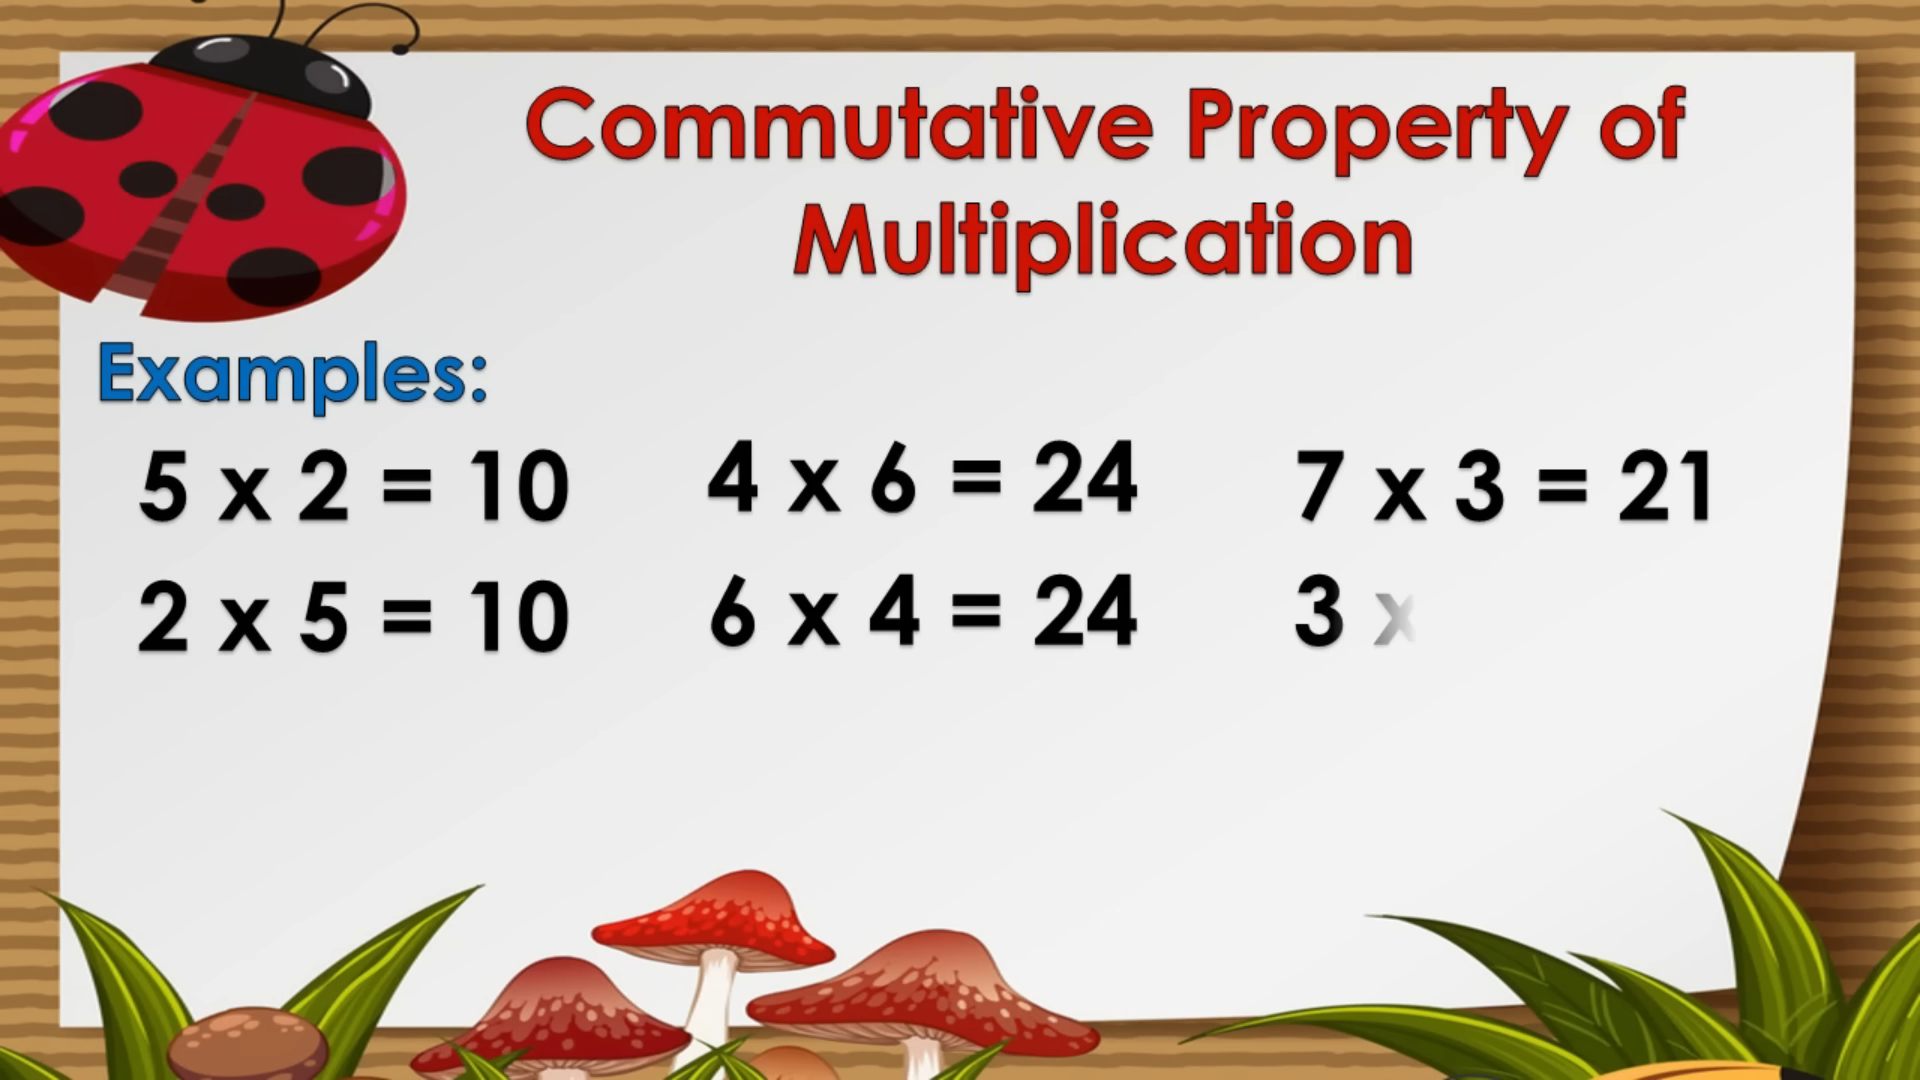 Commutative Property of
Multiplication
Examples:
5 x 2 = 10 4 x 6 = 24 7 x 3 = 21
2 x 5 = 10 6 x 4 = 24 3 x